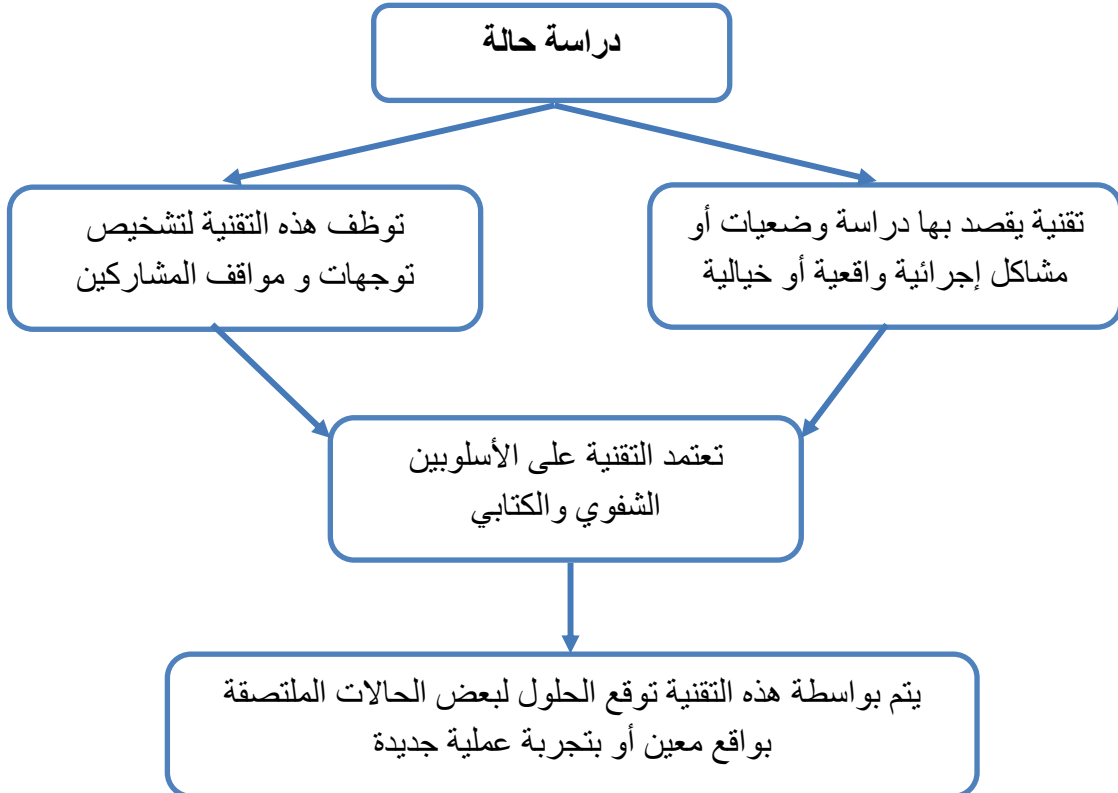 دراسة حالة
تقنية يقصد بها دراسة وضعيات أو
مشاكل إجرائية واقعية أو خيالية
توظف هذه التقنية لتشخيص
توجهات و مواقف المشاركين
تعتمد التقنية على الأسلوبين
الشفوي والكتابي
يتم بواسطة هذه التقنية توقع الحلول لبعض الحالات الملتصقة
بواقع معين أو بتجربة عملية جديدة